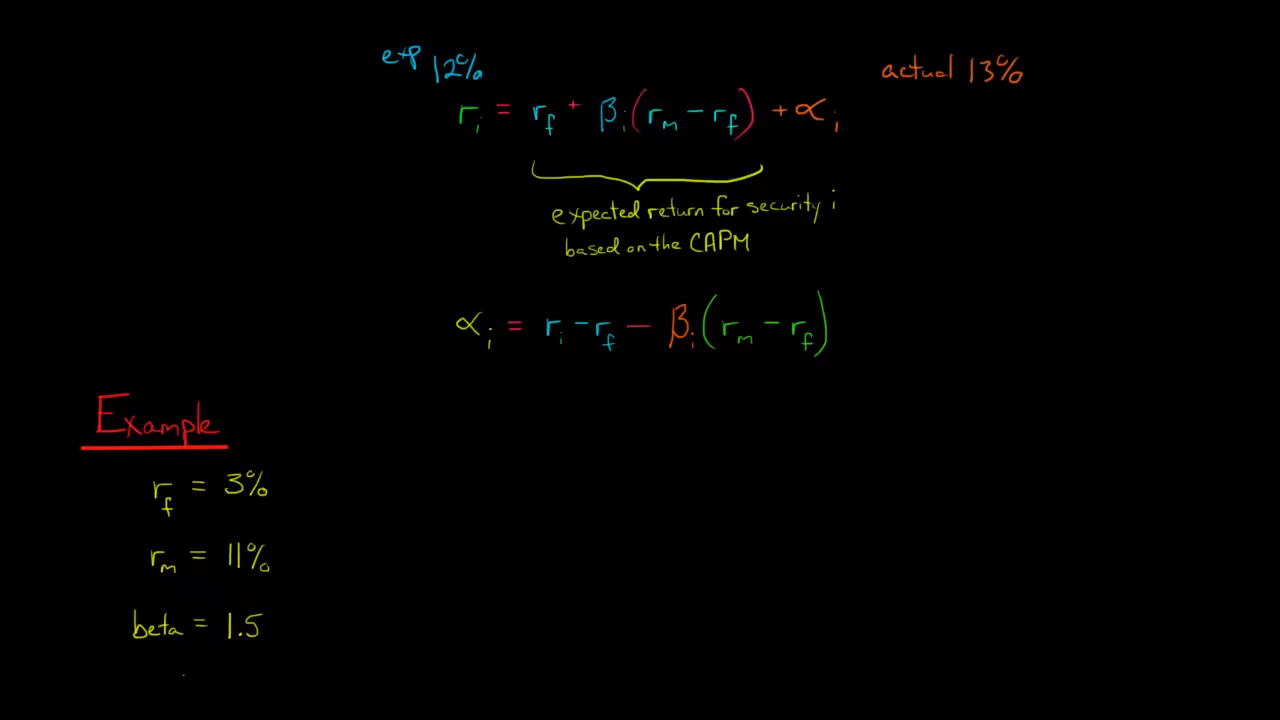 exp 12%
actual 13%
rᵢ = r_f + βᵢ(r_m − r_f) + αᵢ
expected return for security i
based on the CAPM
αᵢ = rᵢ − r_f − βᵢ(r_m − r_f)
Example
r_f = 3%
r_m = 11%
beta = 1.5